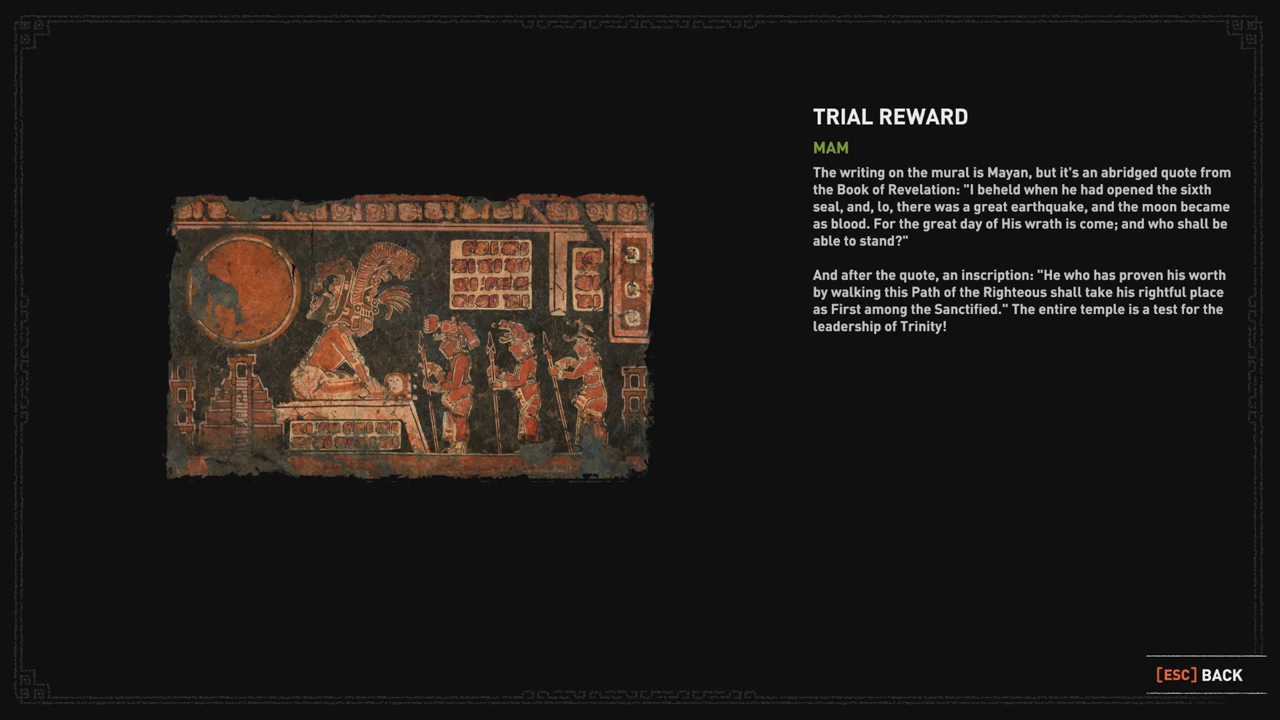 TRIAL REWARD
MAM
The writing on the mural is Mayan, but it's an abridged quote from
the Book of Revelation: "I beheld when he had opened the sixth
seal, and, lo, there was a great earthquake, and the moon became
as blood. For the great day of His wrath is come; and who shall be
able to stand?"
And after the quote, an inscription: "He who has proven his worth
by walking this Path of the Righteous shall take his rightful place
as First among the Sanctified." The entire temple is a test for the
leadership of Trinity!
[ESC] BACK